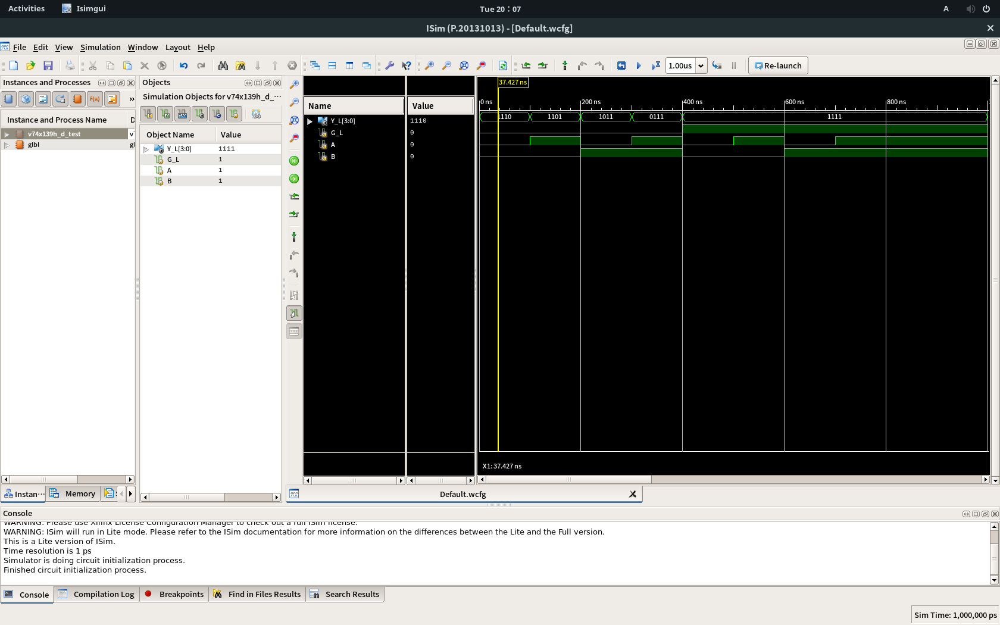 Activities Isimgui Tue 20:07 A
ISim (P.20131013) - [Default.wcfg]
File Edit View Simulation Window Layout Help
1.00us Re-launch
Instances and Processes
f(x) »
Instance and Process Name D
v74x139h_d_test v7
glbl gl
Instan··· Memory
Objects
Simulation Objects for v74x139h_d_···
Object Name Value
Y_L[3:0] 1111
G_L 1
A 1
B 1
Name Value
Y_L[3:0] 1110
G_L 0
A 0
B 0
37.427 ns
0 ns 200 ns 400 ns 600 ns 800 ns
1110 1101 1011 0111 1111
X1: 37.427 ns
Default.wcfg
Console
WARNING: Please use Xilinx License Configuration Manager to check out a full ISim license.
WARNING: ISim will run in Lite mode. Please refer to the ISim documentation for more information on the differences between the Lite and the Full version.
This is a Lite version of ISim.
Time resolution is 1 ps
Simulator is doing circuit initialization process.
Finished circuit initialization process.
Console Compilation Log Breakpoints Find in Files Results Search Results
Sim Time: 1,000,000 ps